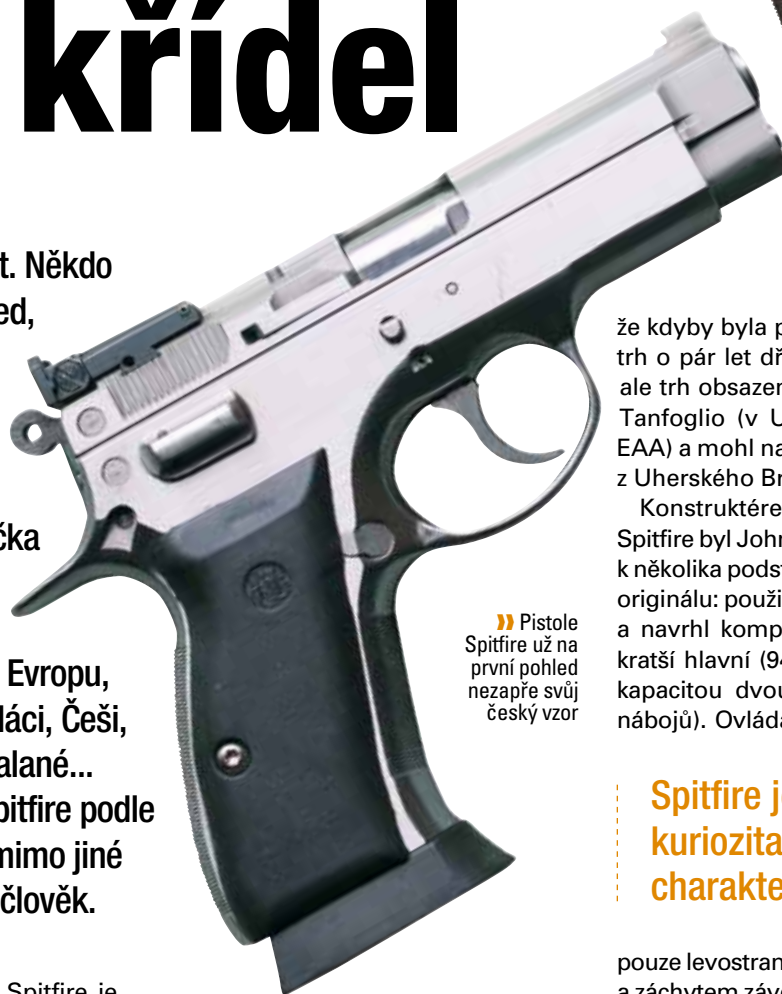 křídel
t. Někdo
ed,
čka
Evropu,
láci, Češi,
alané...
pitfire podle
mimo jiné
člověk.
Spitfire je
» Pistole
Spitfire už na
první pohled
nezapře svůj
český vzor
že kdyby byla p
trh o pár let dř
ale trh obsazen
Tanfoglio (v U
EAA) a mohl na
z Uherského Br
Konstruktére
Spitfire byl John
k několika podst
originálu: použi
a navrhl komp
kratší hlavní (94
kapacitou dvou
nábojů). Ovláda
Spitfire j
kuriozita
charakte
pouze levostran
a záchytem závě